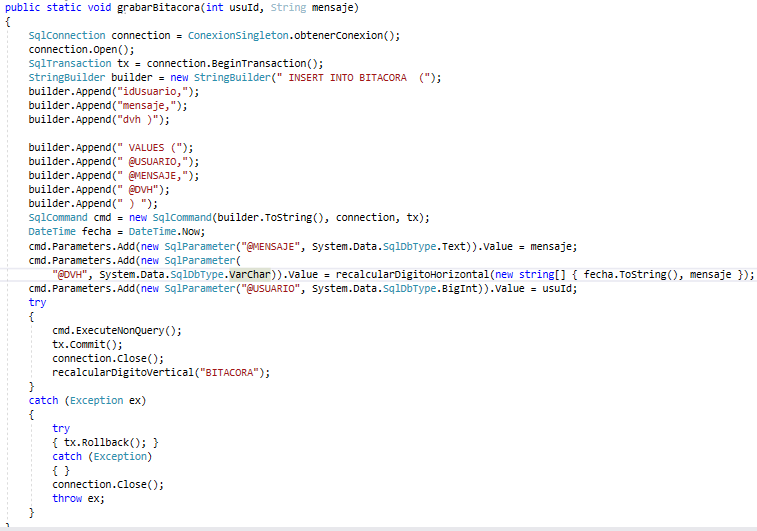 public static void grabarBitacora(int usuId, String mensaje)
{
    SqlConnection connection = ConexionSingleton.obtenerConexion();
    connection.Open();
    SqlTransaction tx = connection.BeginTransaction();
    StringBuilder builder = new StringBuilder(" INSERT INTO BITACORA  (");
    builder.Append("idUsuario,");
    builder.Append("mensaje,");
    builder.Append("dvh )");

    builder.Append(" VALUES (");
    builder.Append(" @USUARIO,");
    builder.Append(" @MENSAJE,");
    builder.Append(" @DVH");
    builder.Append(" ) ");
    SqlCommand cmd = new SqlCommand(builder.ToString(), connection, tx);
    DateTime fecha = DateTime.Now;
    cmd.Parameters.Add(new SqlParameter("@MENSAJE", System.Data.SqlDbType.Text)).Value = mensaje;
    cmd.Parameters.Add(new SqlParameter(
        "@DVH", System.Data.SqlDbType.VarChar)).Value = recalcularDigitoHorizontal(new string[] { fecha.ToString(), mensaje });
    cmd.Parameters.Add(new SqlParameter("@USUARIO", System.Data.SqlDbType.BigInt)).Value = usuId;
    try
    {
        cmd.ExecuteNonQuery();
        tx.Commit();
        connection.Close();
        recalcularDigitoVertical("BITACORA");
    }
    catch (Exception ex)
    {
        try
        { tx.Rollback(); }
        catch (Exception)
        { }
        connection.Close();
        throw ex;
    }
}